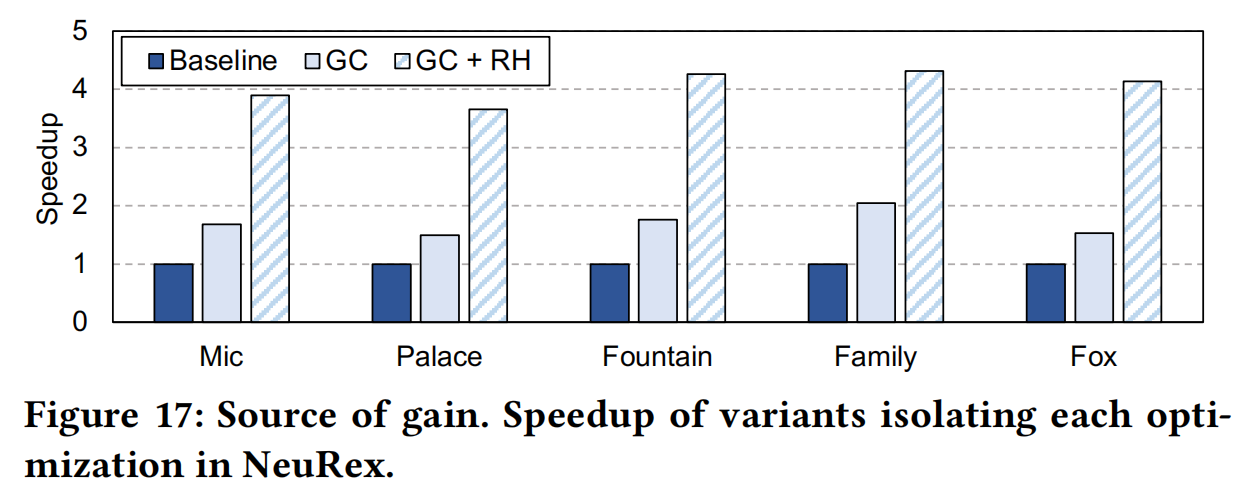 5
Baseline GC GC + RH
4
3
2
1
0
Speedup
Mic Palace Fountain Family Fox
Figure 17: Source of gain. Speedup of variants isolating each opti-
mization in NeuRex.